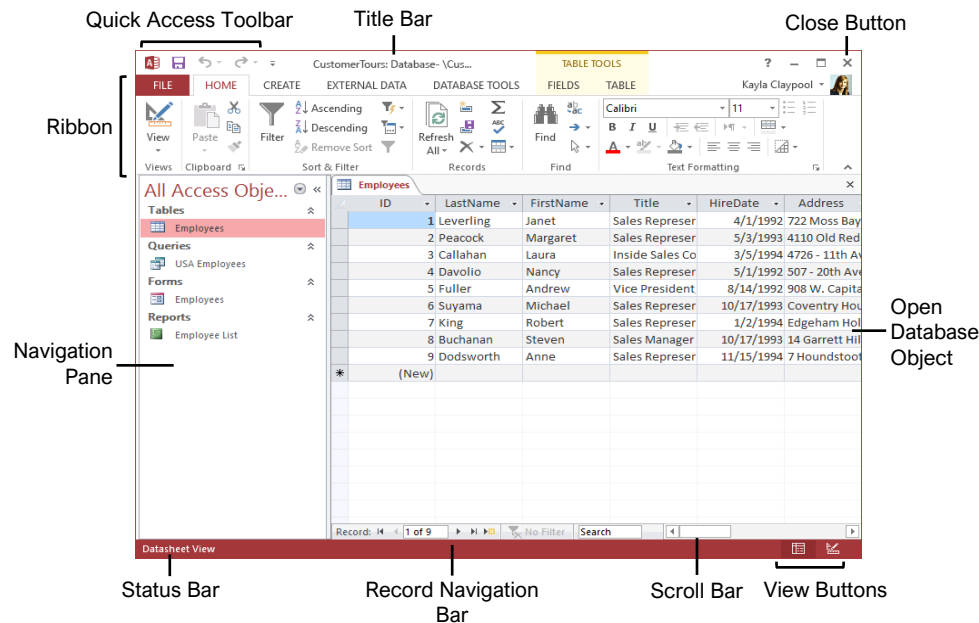 Quick Access Toolbar
Title Bar
Close Button
CustomerTours: Database- \Cus...
TABLE TOOLS
?
FILE
HOME
CREATE
EXTERNAL DATA
DATABASE TOOLS
FIELDS
TABLE
Kayla Claypool
Ribbon
View
Paste
Filter
Ascending
Descending
Remove Sort
Refresh
All
ABC
Find
Calibri
11
B I U
Views
Clipboard
Sort & Filter
Records
Find
Text Formatting
All Access Obje...
Tables
Employees
Queries
USA Employees
Forms
Employees
Reports
Employee List
Employees
ID LastName FirstName Title HireDate Address
1 Leverling Janet Sales Represer 4/1/1992 722 Moss Bay
2 Peacock Margaret Sales Represer 5/3/1993 4110 Old Red
3 Callahan Laura Inside Sales Co 3/5/1994 4726 - 11th Av
4 Davolio Nancy Sales Represer 5/1/1992 507 - 20th Ave
5 Fuller Andrew Vice President 8/14/1992 908 W. Capita
6 Suyama Michael Sales Represer 10/17/1993 Coventry Hou
7 King Robert Sales Represer 1/2/1994 Edgeham Hol
8 Buchanan Steven Sales Manager 10/17/1993 14 Garrett Hil
9 Dodsworth Anne Sales Represer 11/15/1994 7 Houndstoot
(New)
Navigation
Pane
Open
Database
Object
Record: 1 of 9 No Filter Search
Datasheet View
Status Bar
Record Navigation
Bar
Scroll Bar
View Buttons